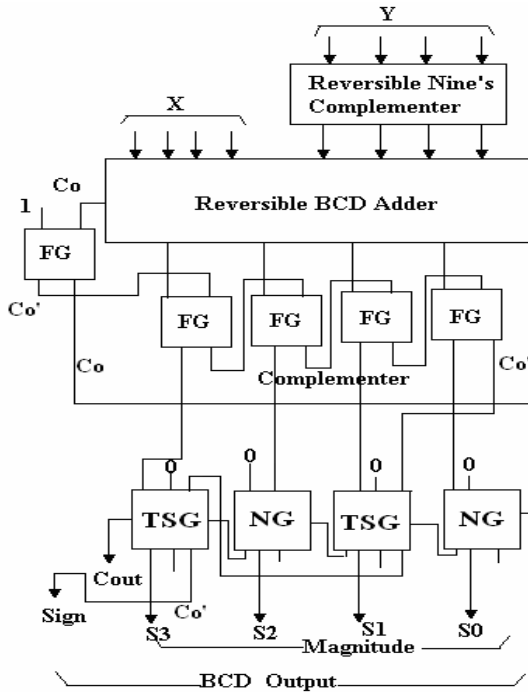 Y
Reversible Nine's
Complementer
X
Co
1
Reversible BCD Adder
FG
Co'
FG
FG
FG
FG
Co
Complementer
Co'
0
0
0
0
TSG
NG
TSG
NG
Cout
Sign
Co'
S3
S2
S1
S0
Magnitude
BCD Output